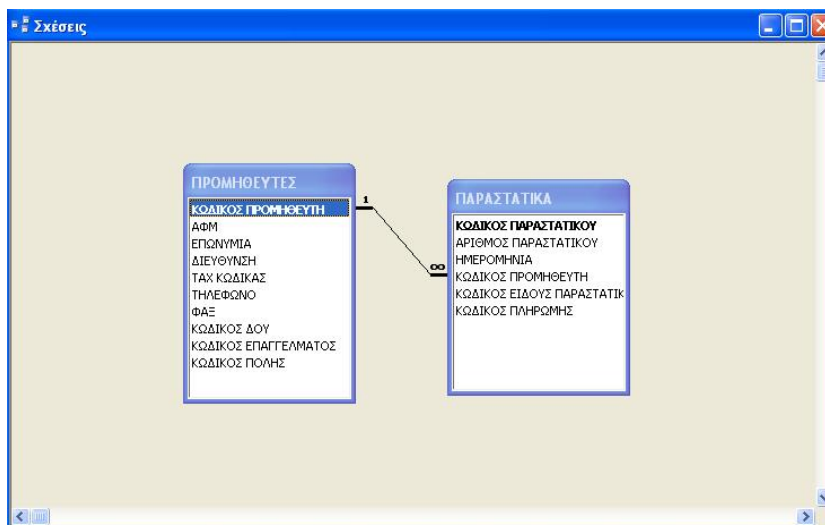 Σχέσεις
ΠΡΟΜΗΘΕΥΤΕΣ
ΚΩΔΙΚΟΣ ΠΡΟΜΗΘΕΥΤΗ
ΑΦΜ
ΕΠΩΝΥΜΙΑ
ΔΙΕΥΘΥΝΣΗ
ΤΑΧ ΚΩΔΙΚΑΣ
ΤΗΛΕΦΩΝΟ
ΦΑΞ
ΚΩΔΙΚΟΣ ΔΟΥ
ΚΩΔΙΚΟΣ ΕΠΑΓΓΕΛΜΑΤΟΣ
ΚΩΔΙΚΟΣ ΠΟΛΗΣ
1
∞
ΠΑΡΑΣΤΑΤΙΚΑ
ΚΩΔΙΚΟΣ ΠΑΡΑΣΤΑΤΙΚΟΥ
ΑΡΙΘΜΟΣ ΠΑΡΑΣΤΑΤΙΚΟΥ
ΗΜΕΡΟΜΗΝΙΑ
ΚΩΔΙΚΟΣ ΠΡΟΜΗΘΕΥΤΗ
ΚΩΔΙΚΟΣ ΕΙΔΟΥΣ ΠΑΡΑΣΤΑΤΙΚ
ΚΩΔΙΚΟΣ ΠΛΗΡΩΜΗΣ